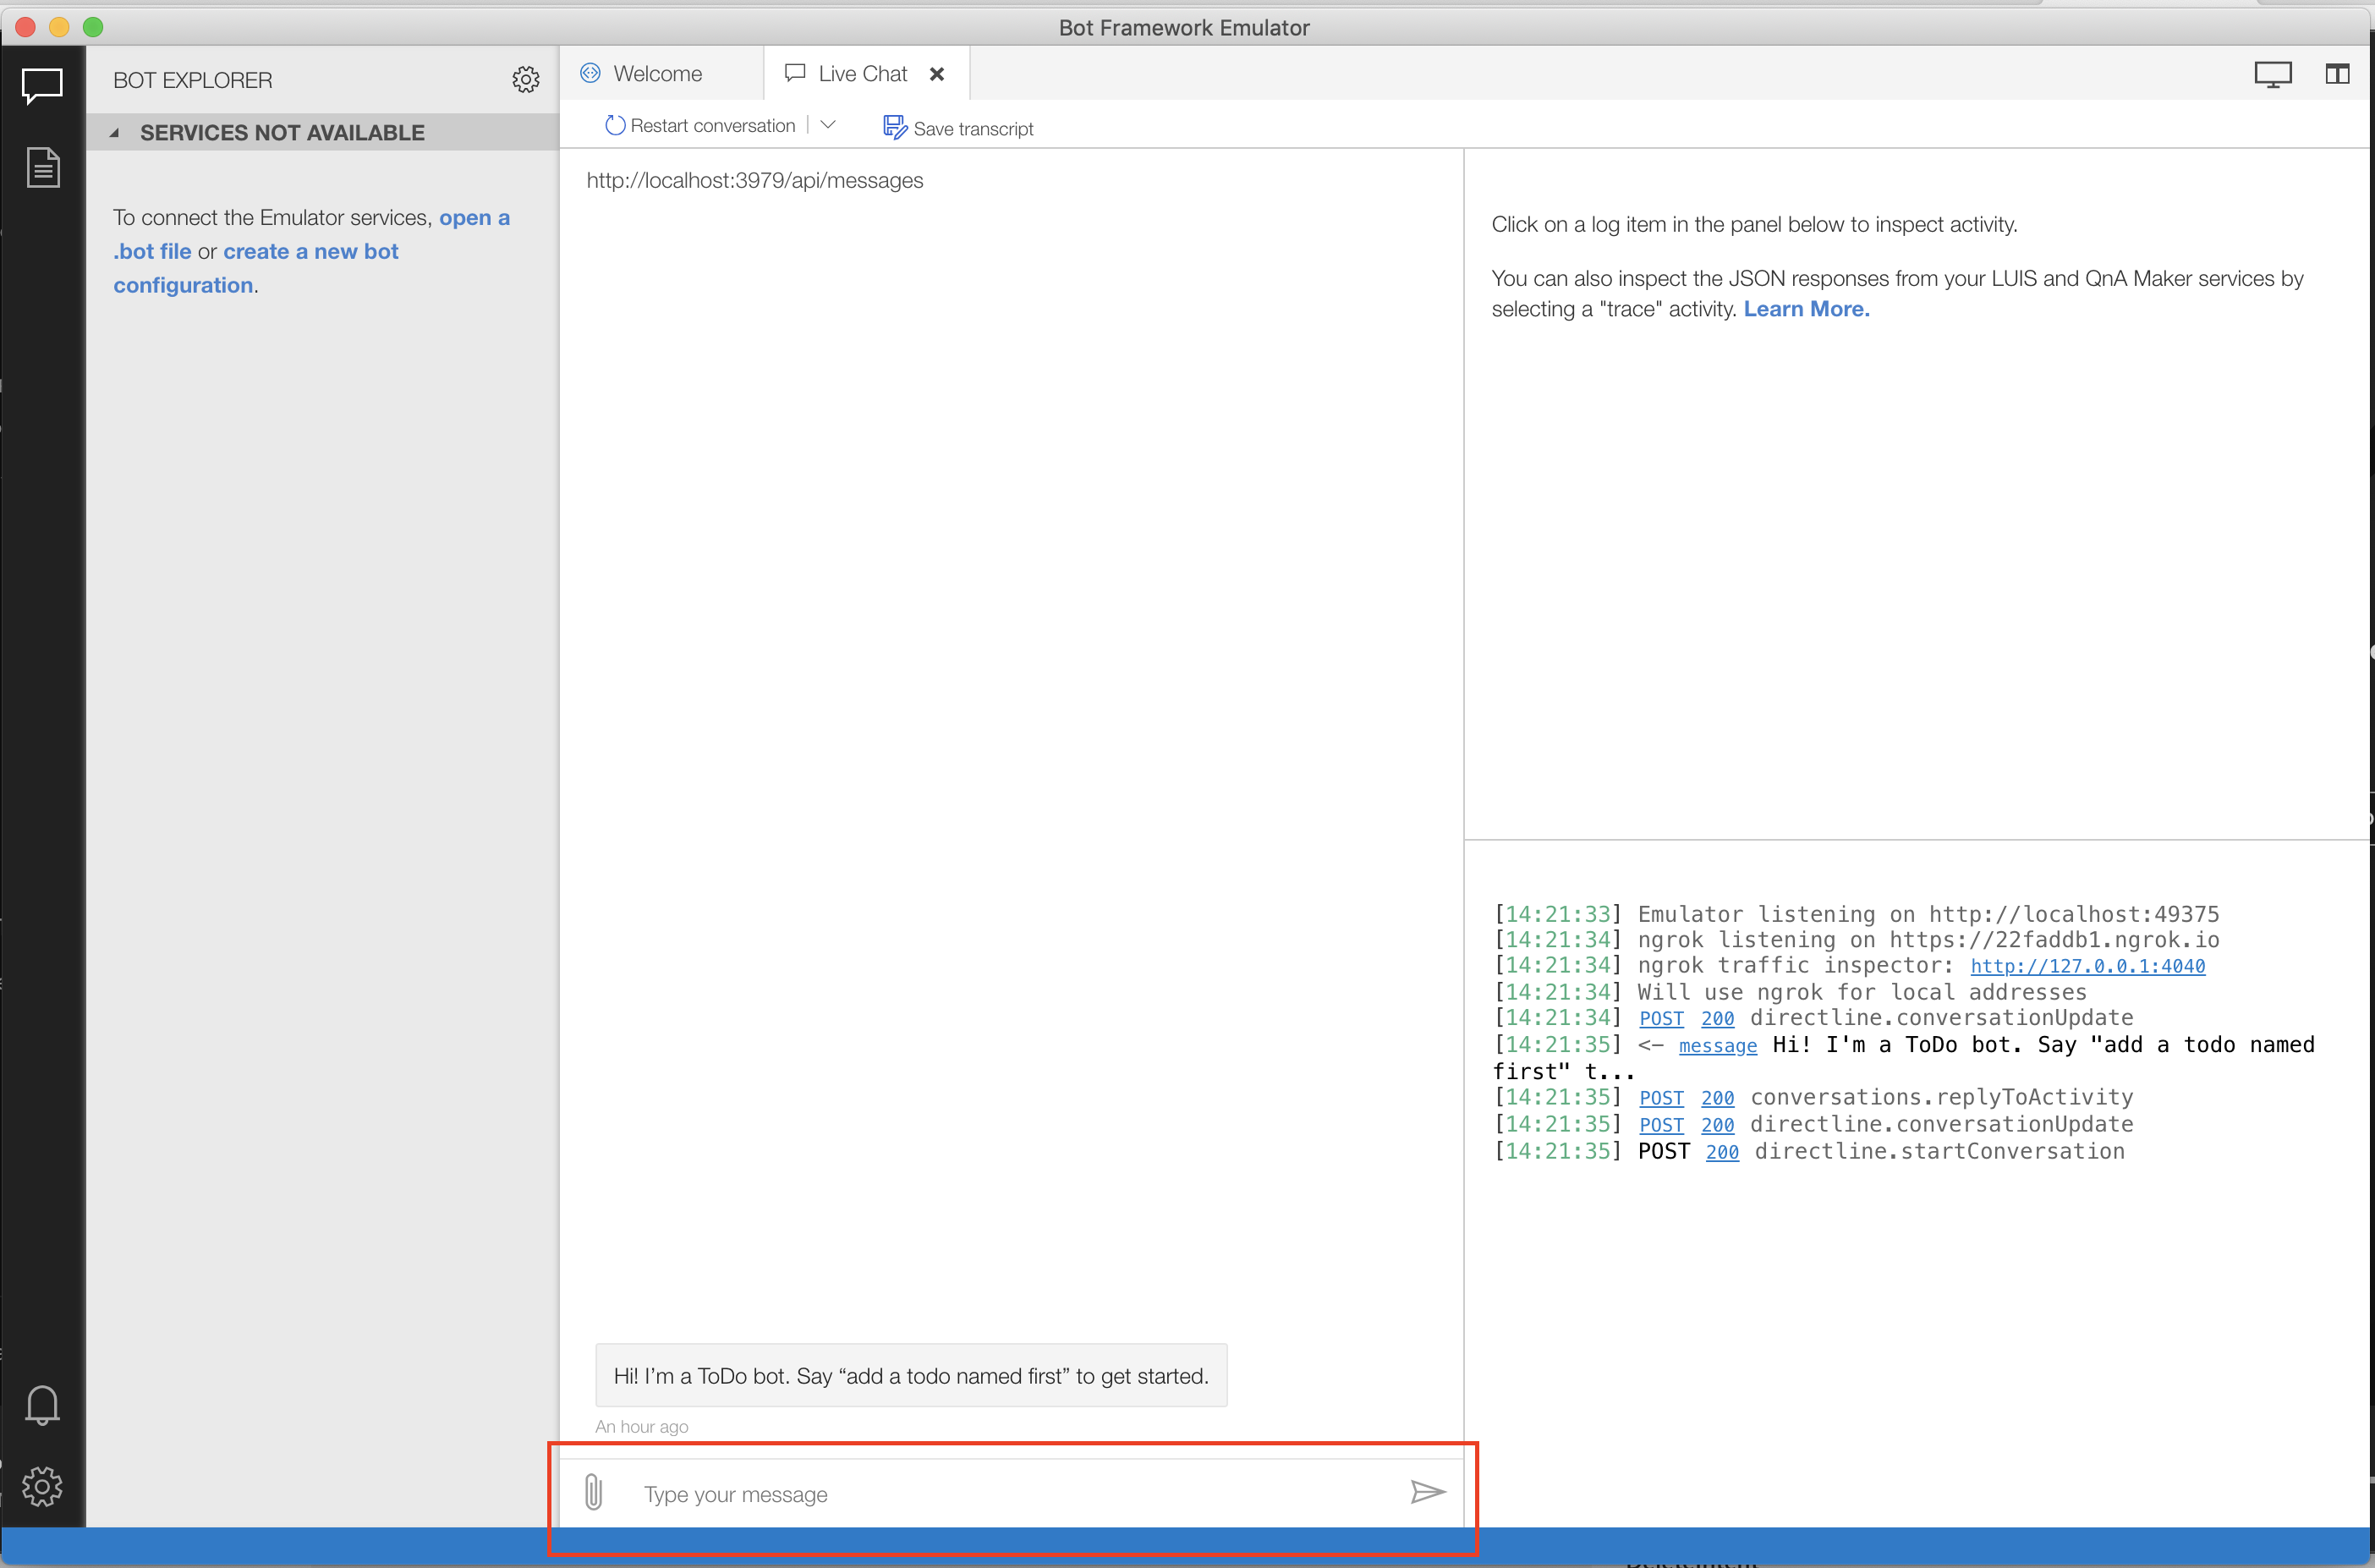 Bot Framework Emulator
BOT EXPLORER
SERVICES NOT AVAILABLE
To connect the Emulator services, open a
.bot file or create a new bot
configuration.
Welcome
Live Chat
Restart conversation
Save transcript
http://localhost:3979/api/messages
Hi! I'm a ToDo bot. Say “add a todo named first” to get started.
An hour ago
Type your message
Click on a log item in the panel below to inspect activity.
You can also inspect the JSON responses from your LUIS and QnA Maker services by
selecting a "trace" activity. Learn More.
[14:21:33] Emulator listening on http://localhost:49375
[14:21:34] ngrok listening on https://22faddb1.ngrok.io
[14:21:34] ngrok traffic inspector: http://127.0.0.1:4040
[14:21:34] Will use ngrok for local addresses
[14:21:34] POST 200 directline.conversationUpdate
[14:21:35] <- message Hi! I'm a ToDo bot. Say "add a todo named
first" t...
[14:21:35] POST 200 conversations.replyToActivity
[14:21:35] POST 200 directline.conversationUpdate
[14:21:35] POST 200 directline.startConversation